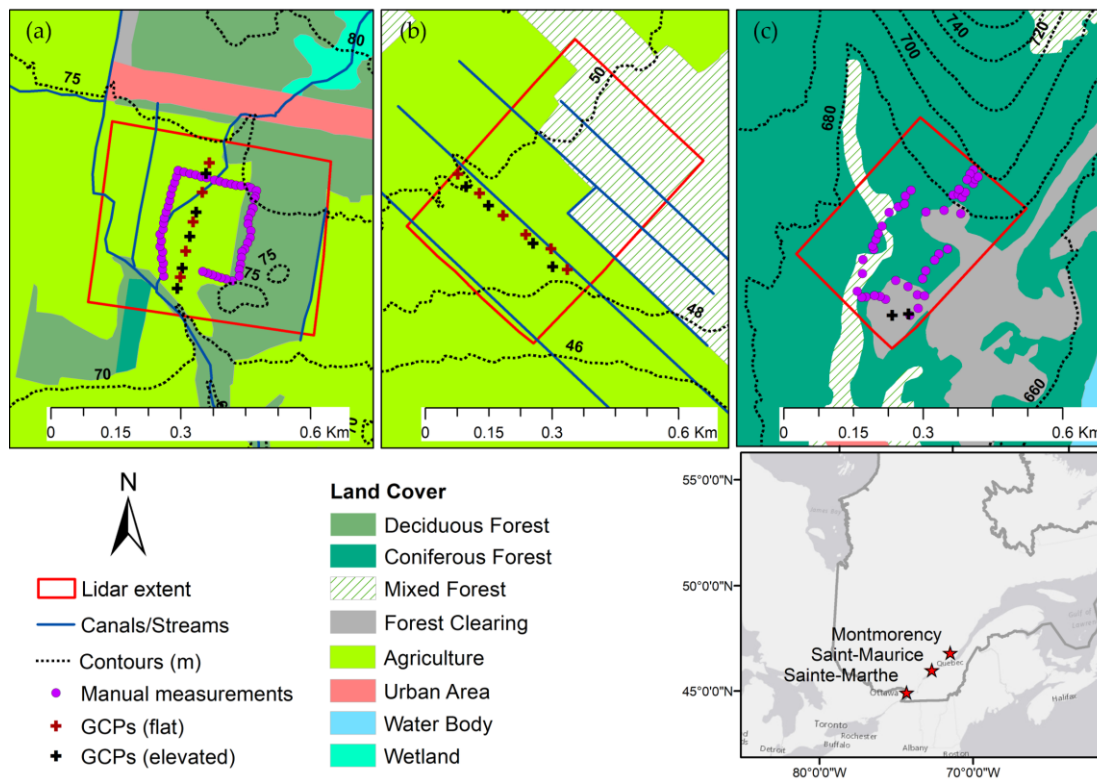 (a)
80
75
75
75
70
0 0.15 0.3 0.6 Km
(b)
50
48
46
0 0.15 0.3 0.6 Km
(c)
720
740
700
680
660
0 0.15 0.3 0.6 Km
N
Lidar extent
Canals/Streams
Contours (m)
Manual measurements
GCPs (flat)
GCPs (elevated)
Land Cover
Deciduous Forest
Coniferous Forest
Mixed Forest
Forest Clearing
Agriculture
Urban Area
Water Body
Wetland
55°0'0"N
50°0'0"N
45°0'0"N
Montmorency
Saint-Maurice
Sainte-Marthe
Quebec
Ottawa
Gulf of
Halifax
Toronto
Rochester
Buffalo
Albany
Boston
Detroit
80°0'0"W
70°0'0"W